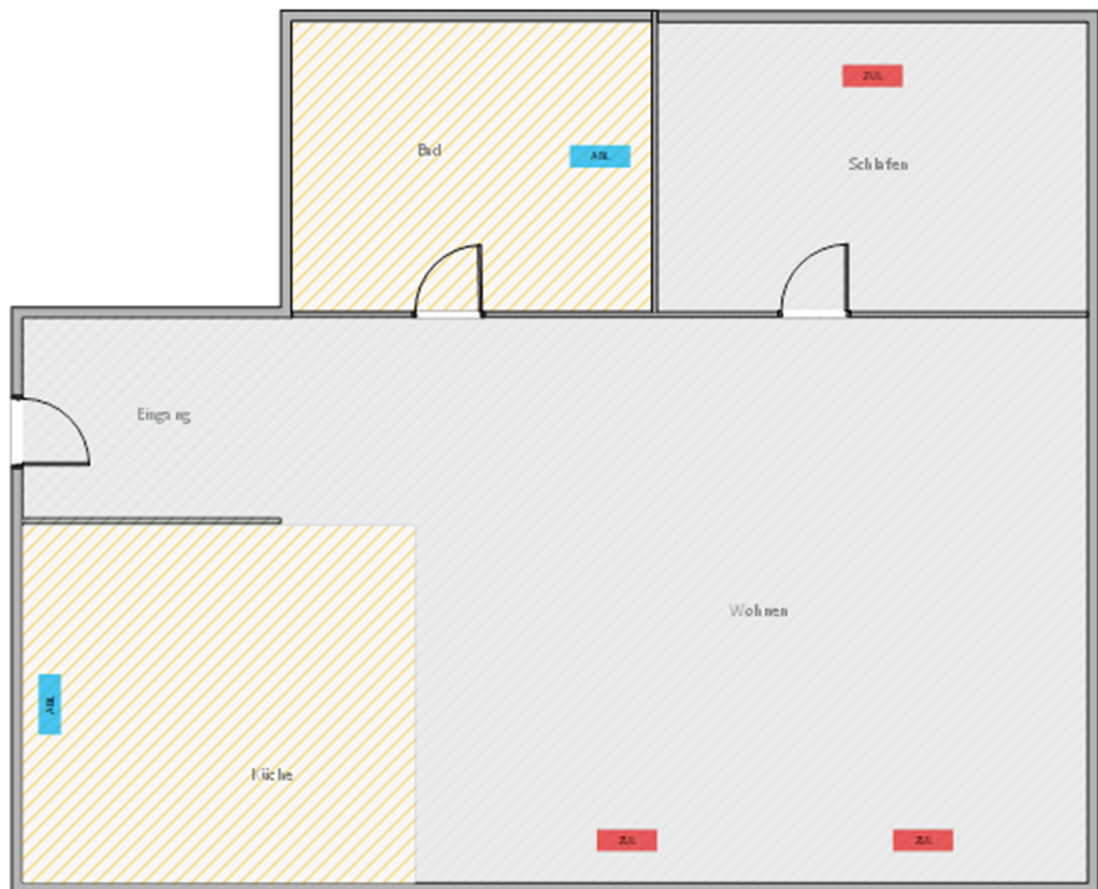 ZUL
Bad
ABL
Schlafen
Eingang
Wohnen
ABL
Küche
ZUL
ZUL